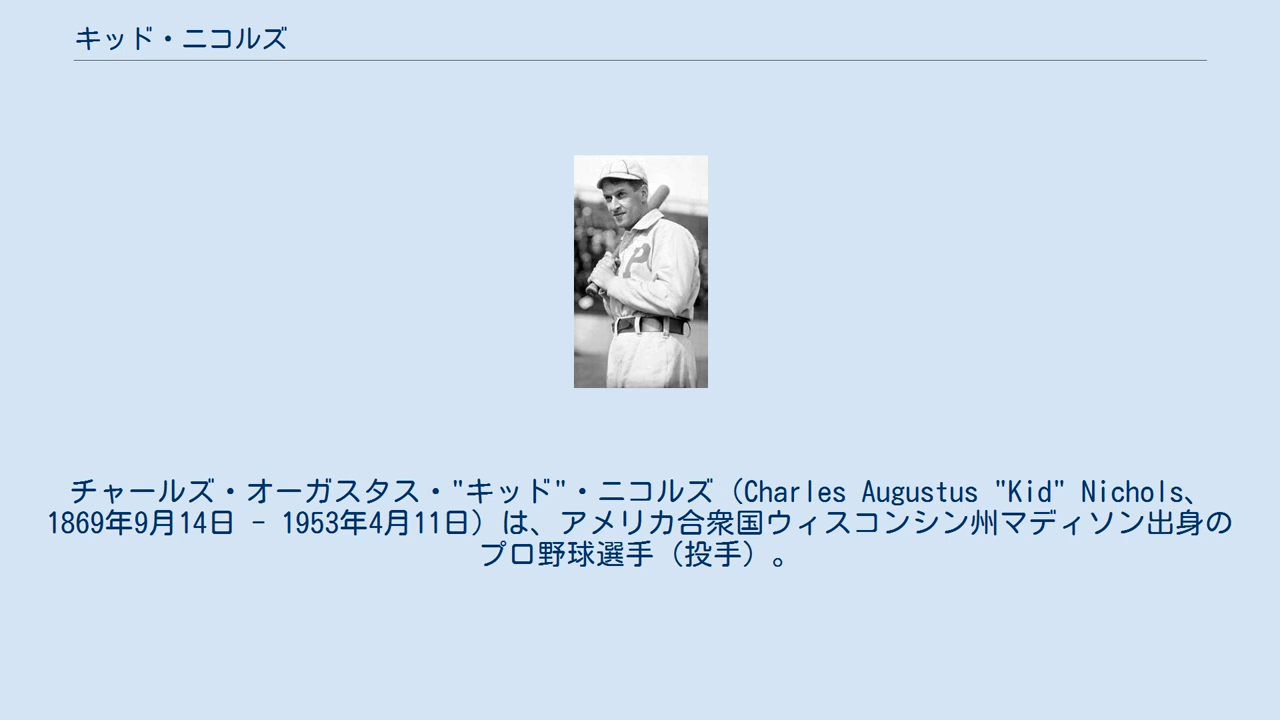 キッド・ニコルズ
チャールズ・オーガスタス・"キッド"・ニコルズ（Charles Augustus "Kid" Nichols、
1869年9月14日 - 1953年4月11日）は、アメリカ合衆国ウィスコンシン州マディソン出身の
プロ野球選手（投手）。
P